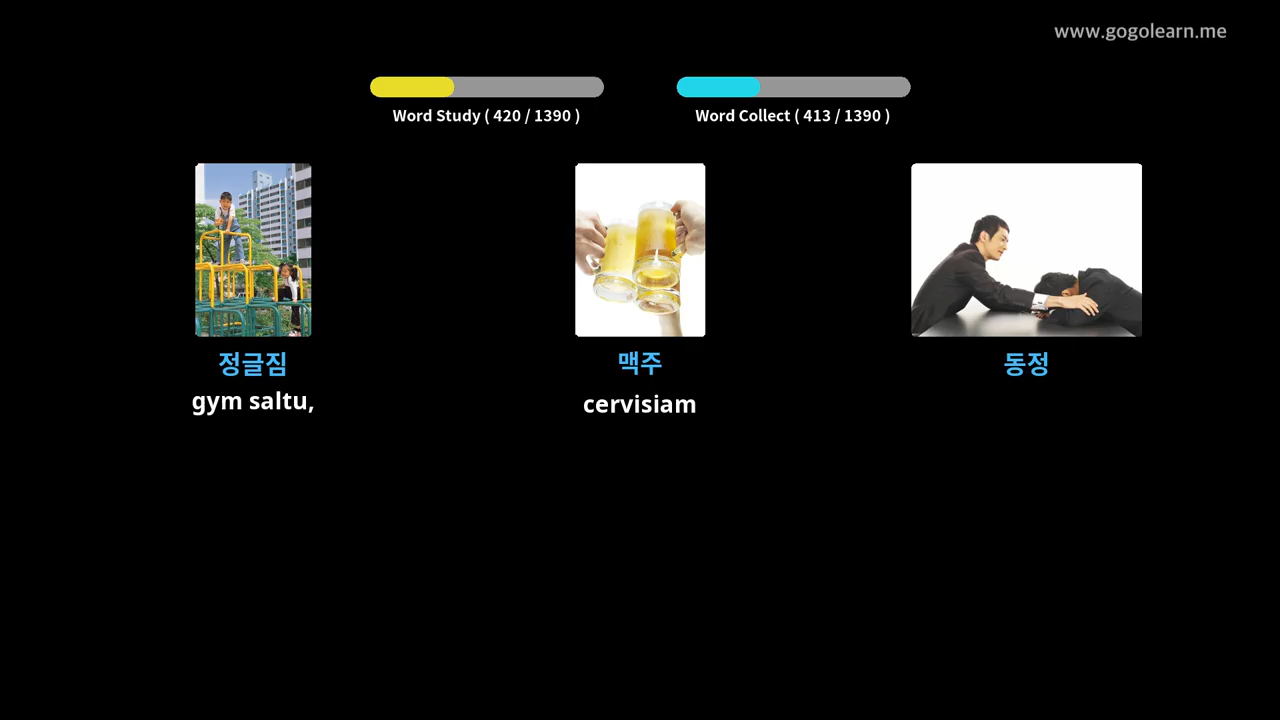 www.gogolearn.me
Word Study ( 420 / 1390 )
Word Collect ( 413 / 1390 )
정글짐
gym saltu,
맥주
cervisiam
동정